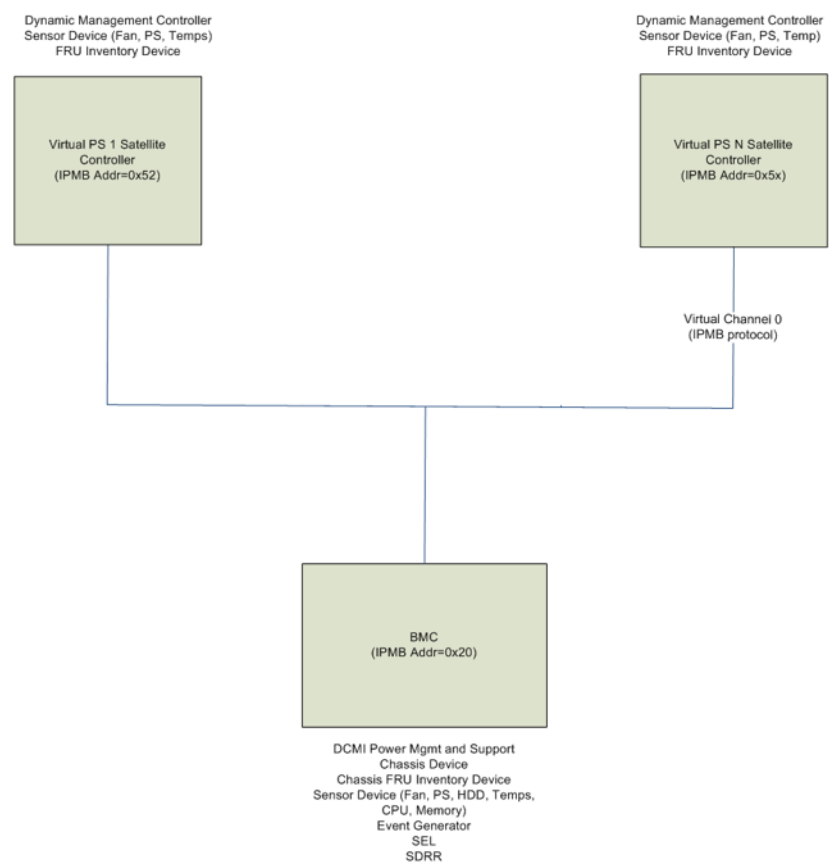 Dynamic Management Controller
Sensor Device (Fan, PS, Temps)
FRU Inventory Device
Dynamic Management Controller
Sensor Device (Fan, PS, Temp)
FRU Inventory Device
Virtual PS 1 Satellite
Controller
(IPMB Addr=0x52)
Virtual PS N Satellite
Controller
(IPMB Addr=0x5x)
Virtual Channel 0
(IPMB protocol)
BMC
(IPMB Addr=0x20)
DCMI Power Mgmt and Support
Chassis Device
Chassis FRU Inventory Device
Sensor Device (Fan, PS, HDD, Temps,
CPU, Memory)
Event Generator
SEL
SDRR